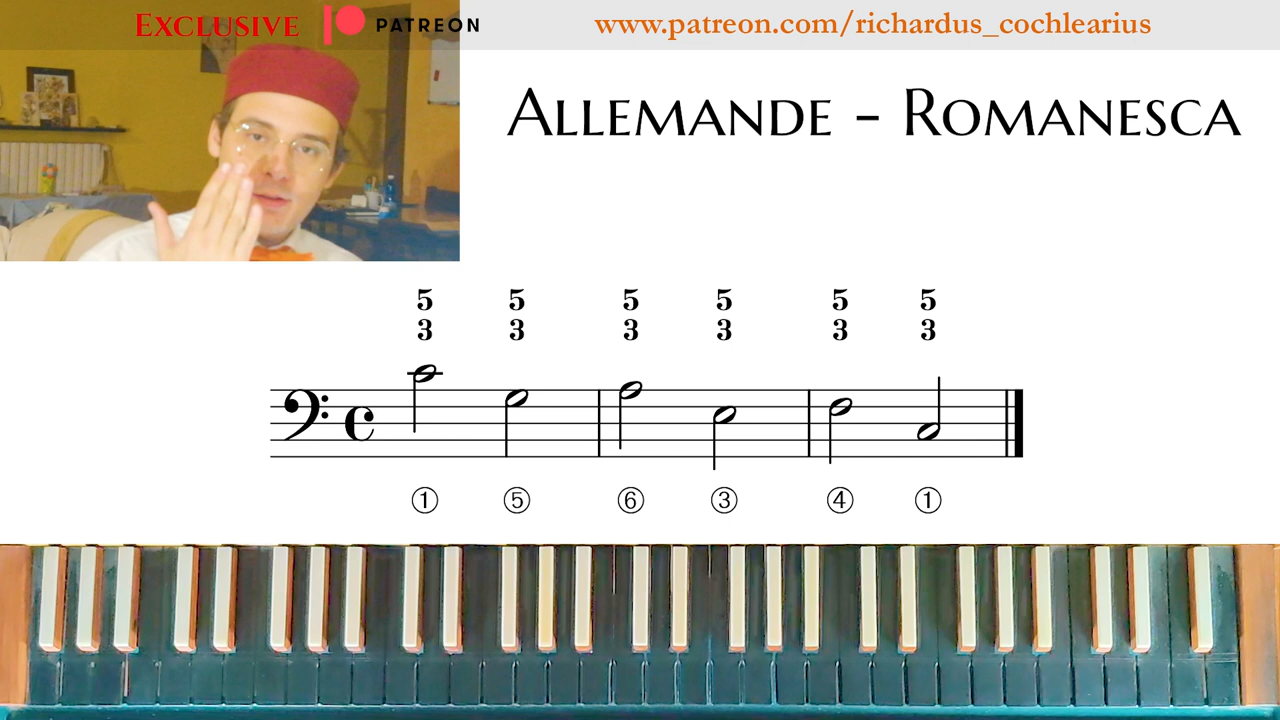 EXCLUSIVE PATREON www.patreon.com/richardus_cochlearius
ALLEMANDE - ROMANESCA
5 5 5 5 5 5
3 3 3 3 3 3
① ⑤ ⑥ ③ ④ ①